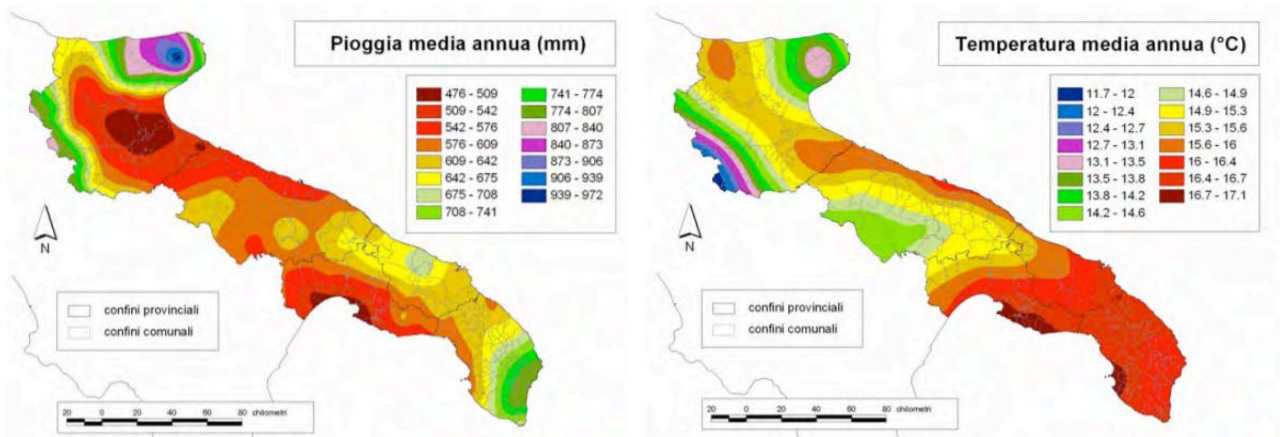 Pioggia media annua (mm)
476 - 509
509 - 542
542 - 576
576 - 609
609 - 642
642 - 675
675 - 708
708 - 741
741 - 774
774 - 807
807 - 840
840 - 873
873 - 906
906 - 939
939 - 972
N
confini provinciali
confini comunali
20 0 20 40 60 80 chilometri
Temperatura media annua (°C)
11.7 - 12
12 - 12.4
12.4 - 12.7
12.7 - 13.1
13.1 - 13.5
13.5 - 13.8
13.8 - 14.2
14.2 - 14.6
14.6 - 14.9
14.9 - 15.3
15.3 - 15.6
15.6 - 16
16 - 16.4
16.4 - 16.7
16.7 - 17.1
N
confini provinciali
confini comunali
20 0 20 40 60 80 chilometri